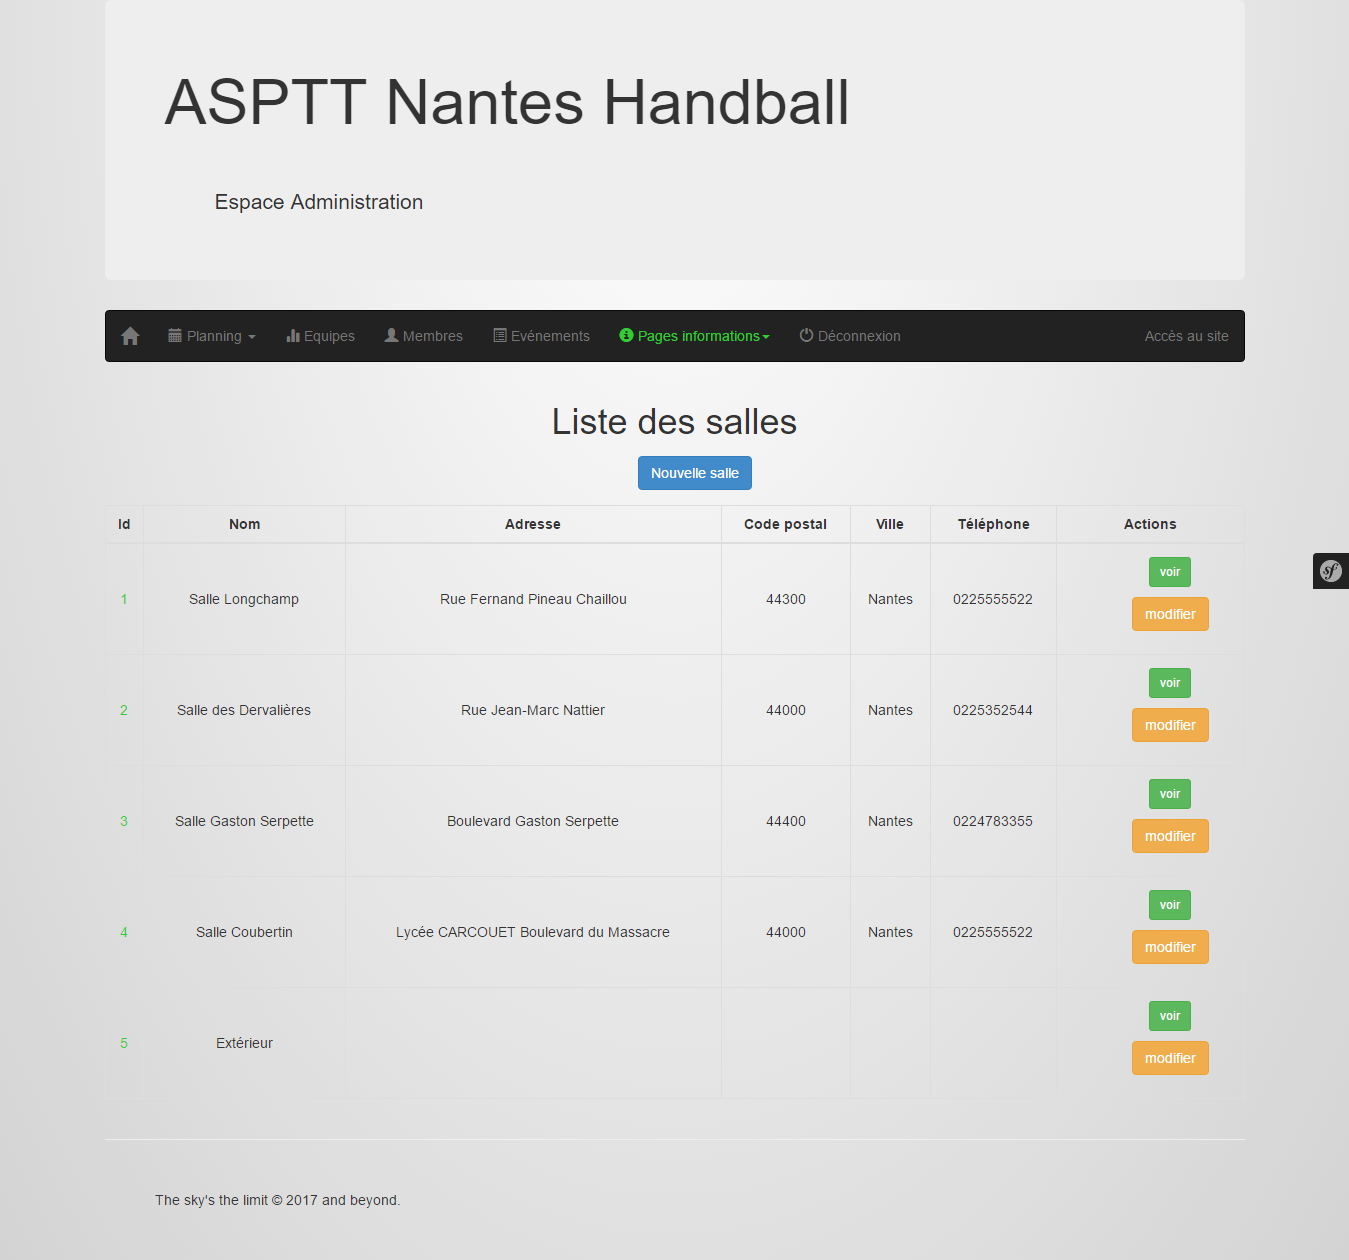 ASPTT Nantes Handball
Espace Administration
Planning Equipes Membres Evénements Pages informations Déconnexion Accès au site
Liste des salles
Nouvelle salle
Id Nom Adresse Code postal Ville Téléphone Actions
1 Salle Longchamp Rue Fernand Pineau Chaillou 44300 Nantes 0225555522 voir
modifier
2 Salle des Dervalières Rue Jean-Marc Nattier 44000 Nantes 0225352544 voir
modifier
3 Salle Gaston Serpette Boulevard Gaston Serpette 44400 Nantes 0224783355 voir
modifier
4 Salle Coubertin Lycée CARCOUET Boulevard du Massacre 44000 Nantes 0225555522 voir
modifier
5 Extérieur voir
modifier
sf
The sky's the limit © 2017 and beyond.